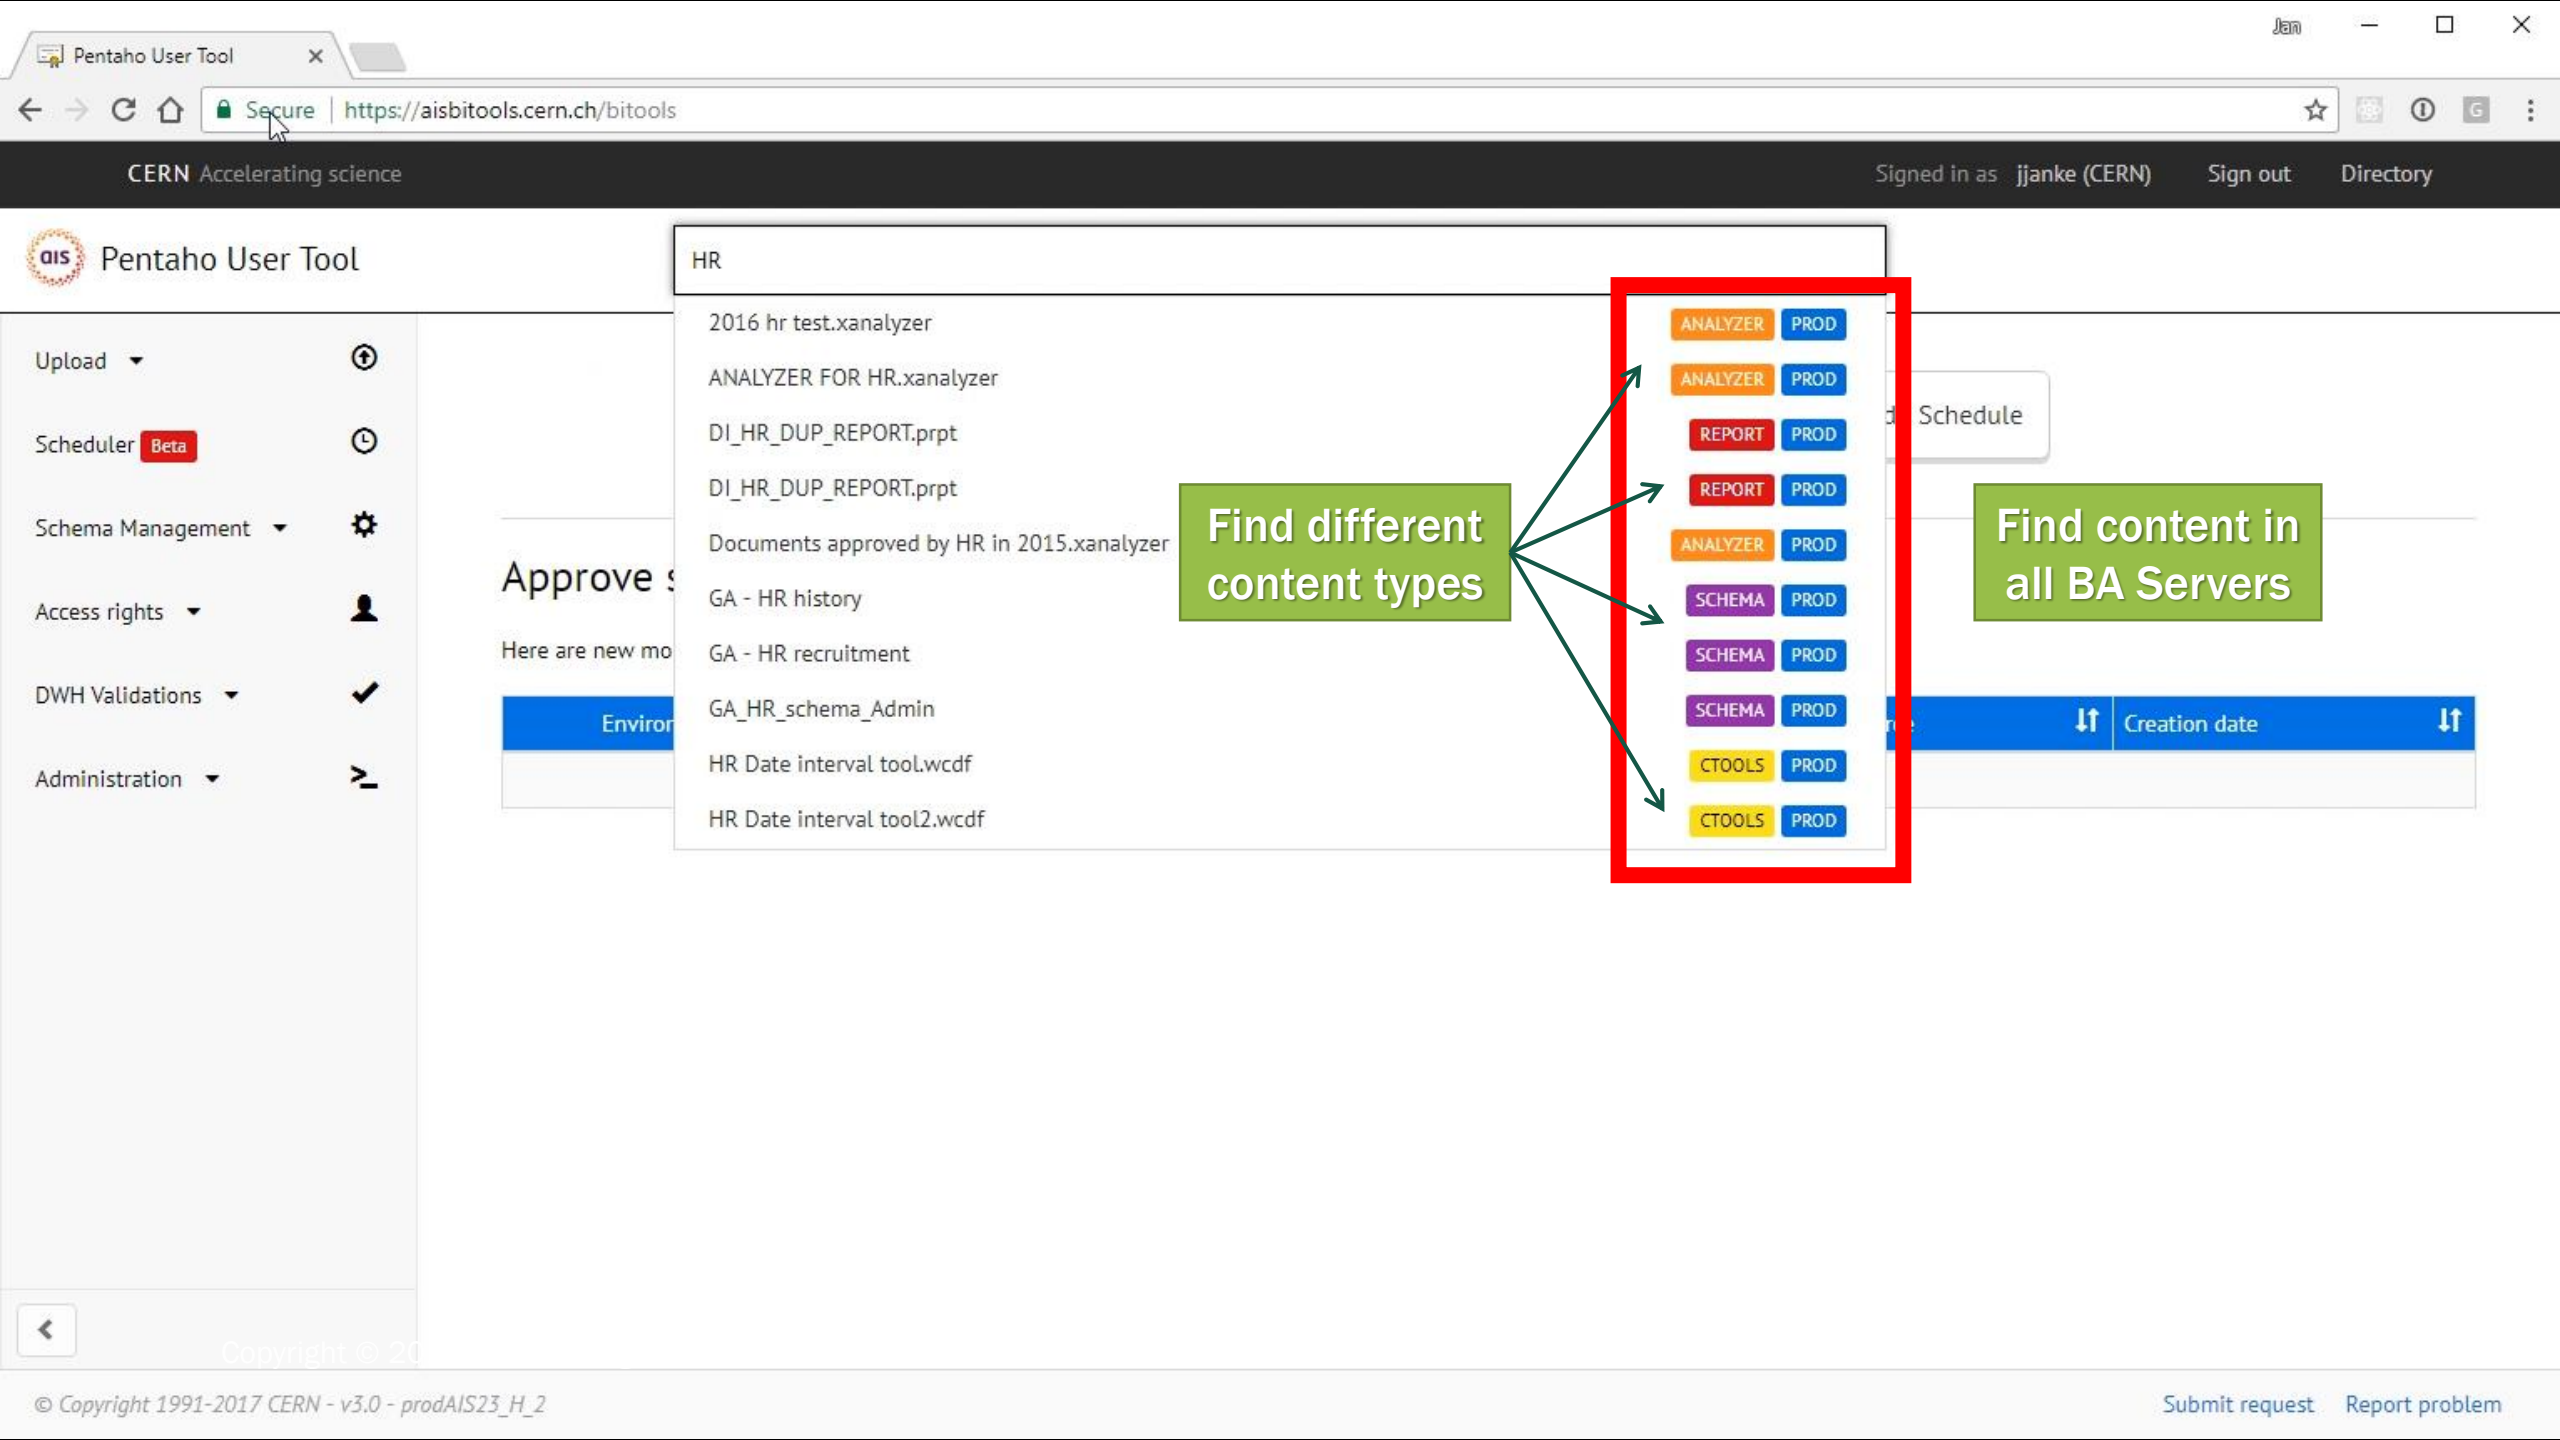 Jan
Pentaho User Tool
Secure | https://aisbitools.cern.ch/bitools
CERN Accelerating science
Signed in as jjanke (CERN) Sign out Directory
ais Pentaho User Tool
HR
2016 hr test.xanalyzer ANALYZER PROD
ANALYZER FOR HR.xanalyzer ANALYZER PROD
DI_HR_DUP_REPORT.prpt REPORT PROD
DI_HR_DUP_REPORT.prpt REPORT PROD
Documents approved by HR in 2015.xanalyzer ANALYZER PROD
GA - HR history SCHEMA PROD
GA - HR recruitment SCHEMA PROD
GA_HR_schema_Admin SCHEMA PROD
HR Date interval tool.wcdf CTOOLS PROD
HR Date interval tool2.wcdf CTOOLS PROD
Upload
Scheduler Beta
Schema Management
Access rights
DWH Validations
Administration
Schedule
Find different
content types
Find content in
all BA Servers
Approve
Here are new
Creation date
Copyright ©
© Copyright 1991-2017 CERN - v3.0 - prodAIS23_H_2
Submit request Report problem